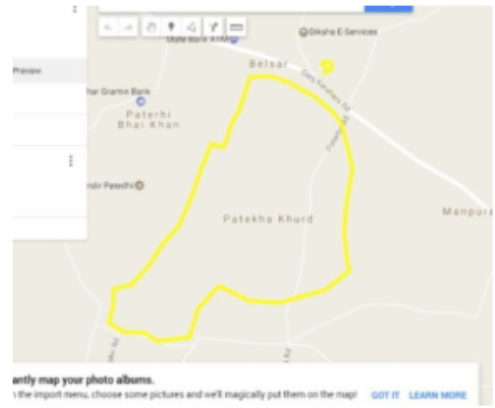 State Bank ATM
Diksha E-Services
Belsar
Preview
har Gramin Bank
Paterhi
Bhai Khan
ndir Patedhi
Patekha Khurd
Manpura
antly map your photo albums.
n the import menu, choose some pictures and we'll magically put them on the map!
GOT IT LEARN MORE